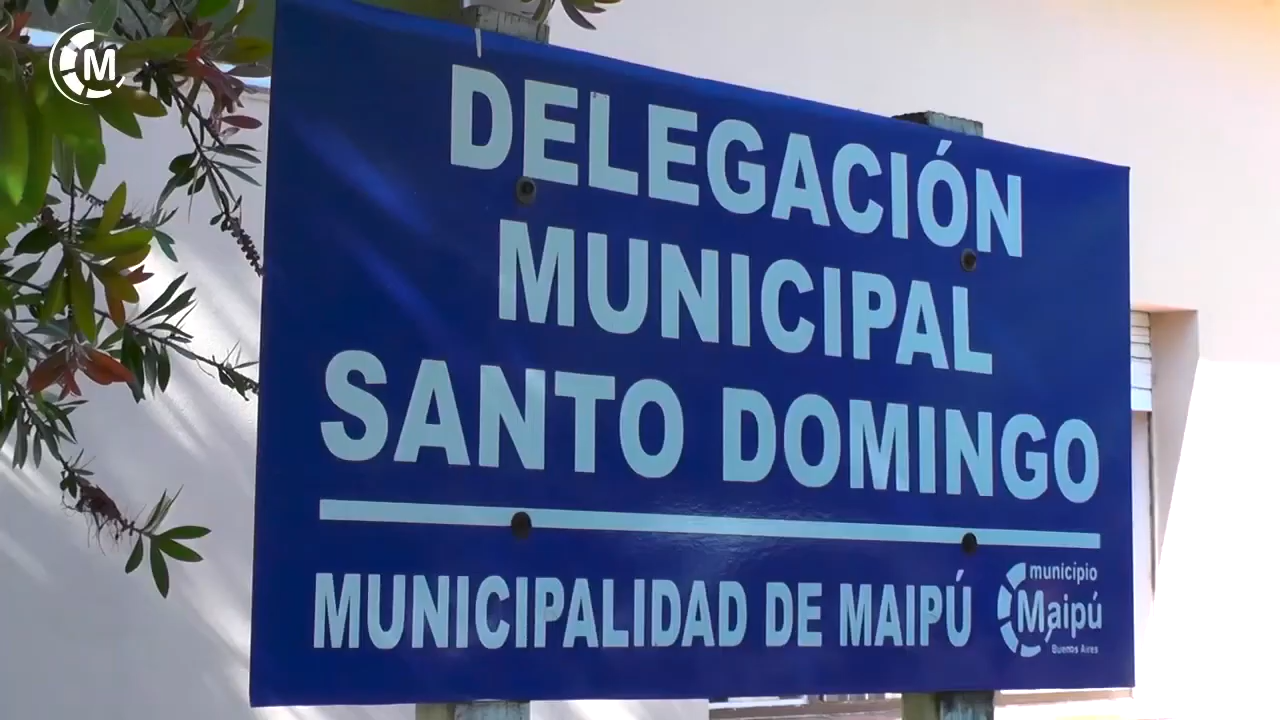 M
DELEGACIÓN
MUNICIPAL
SANTO DOMINGO
MUNICIPALIDAD DE MAIPÚ
municipio
Maipú
Buenos Aires